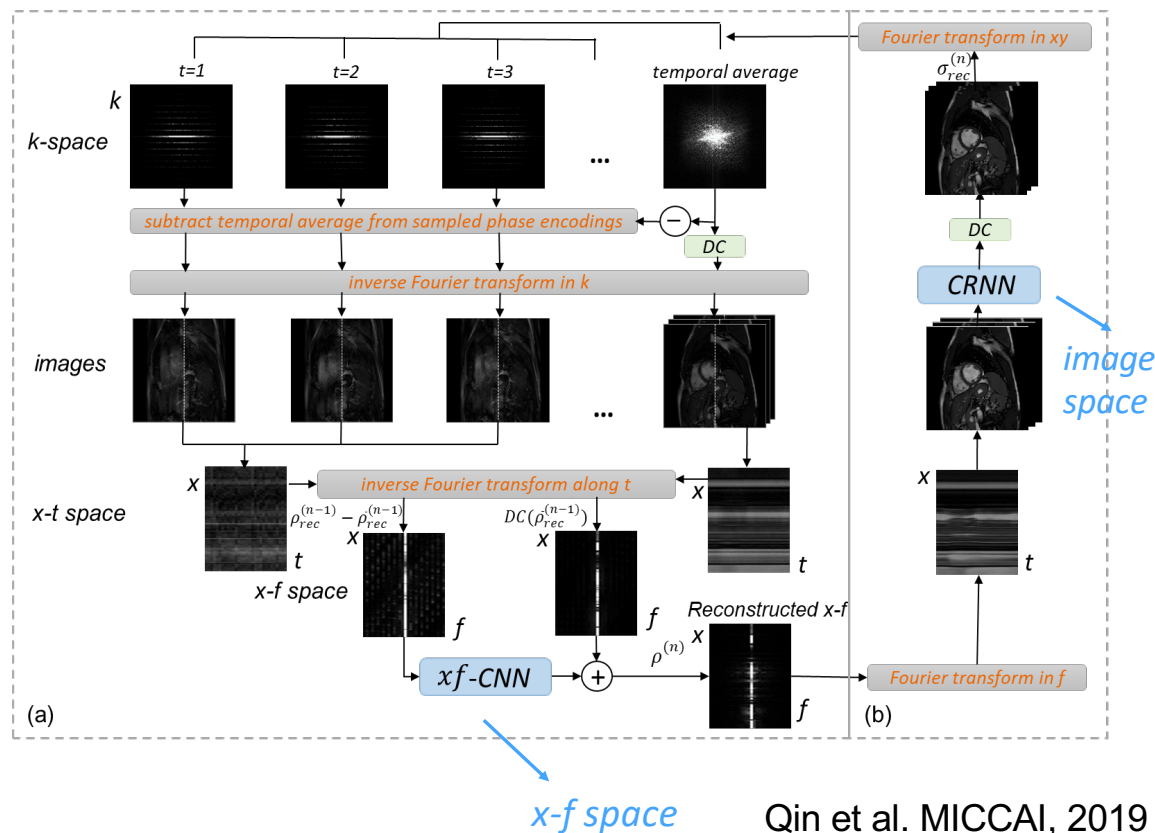 t=1
t=2
t=3
temporal average
Fourier transform in xy
σ_rec^(n)
k
k-space
...
subtract temporal average from sampled phase encodings
−
DC
DC
inverse Fourier transform in k
CRNN
images
...
image
space
x
inverse Fourier transform along t
x
x
x-t space
ρ_rec^(n-1) − ρ̄_rec^(n-1)
DC(ρ̄_rec^(n-1))
x
x
t
t
t
x-f space
f
f
Reconstructed x-f
x
ρ^(n)
xf-CNN
+
Fourier transform in f
f
(a)
(b)
x-f space
Qin et al. MICCAI, 2019